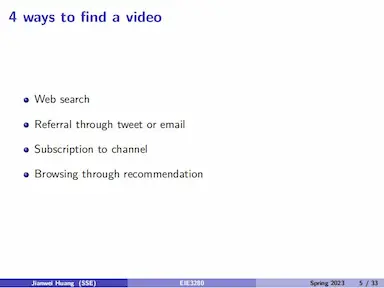 4 ways to find a video
Web search
Referral through tweet or email
Subscription to channel
Browsing through recommendation
Jianwei Huang (SSE) EIE3280 Spring 2023 5 / 33